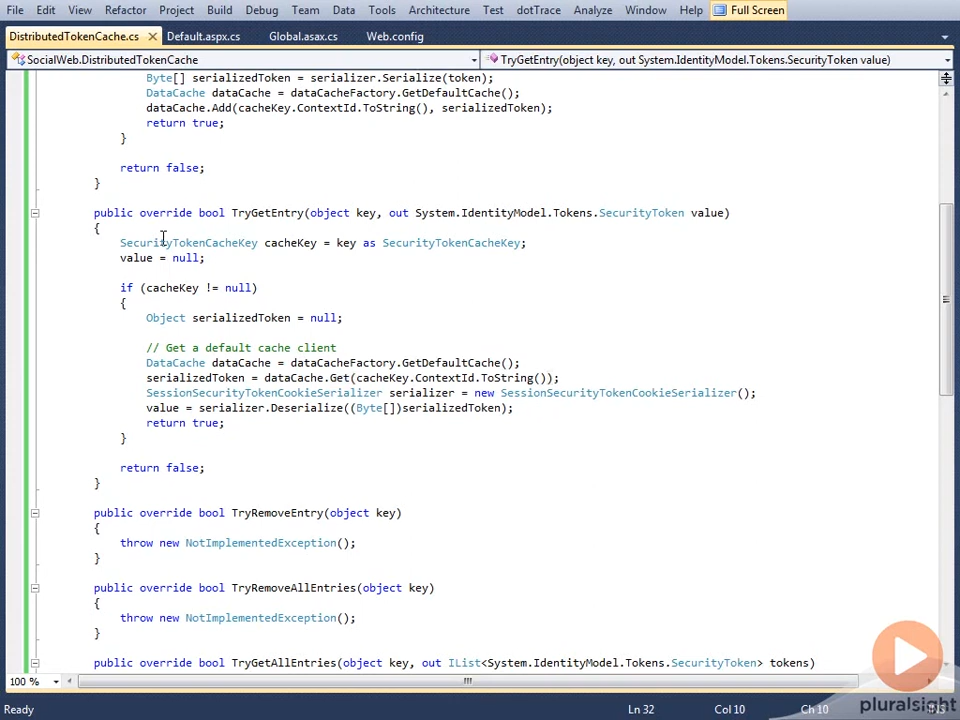 File Edit View Refactor Project Build Debug Team Data Tools Architecture Test dotTrace Analyze Window Help Full Screen
DistributedTokenCache.cs Default.aspx.cs Global.asax.cs Web.config
SocialWeb.DistributedTokenCache TryGetEntry(object key, out System.IdentityModel.Tokens.SecurityToken value)
Byte[] serializedToken = serializer.Serialize(token);
DataCache dataCache = dataCacheFactory.GetDefaultCache();
dataCache.Add(cacheKey.ContextId.ToString(), serializedToken);
return true;
}
return false;
}
public override bool TryGetEntry(object key, out System.IdentityModel.Tokens.SecurityToken value)
{
SecurityTokenCacheKey cacheKey = key as SecurityTokenCacheKey;
value = null;
if (cacheKey != null)
{
Object serializedToken = null;
// Get a default cache client
DataCache dataCache = dataCacheFactory.GetDefaultCache();
serializedToken = dataCache.Get(cacheKey.ContextId.ToString());
SessionSecurityTokenCookieSerializer serializer = new SessionSecurityTokenCookieSerializer();
value = serializer.Deserialize((Byte[])serializedToken);
return true;
}
return false;
}
public override bool TryRemoveEntry(object key)
{
throw new NotImplementedException();
}
public override bool TryRemoveAllEntries(object key)
{
throw new NotImplementedException();
}
public override bool TryGetAllEntries(object key, out IList<System.IdentityModel.Tokens.SecurityToken> tokens)
100 %
pluralsight
Ready Ln 32 Col 10 Ch 10